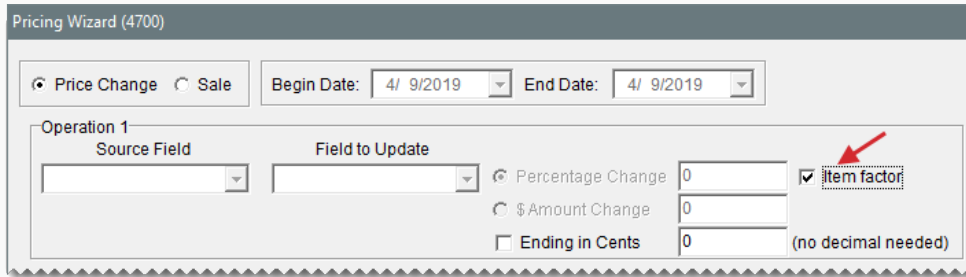 Pricing Wizard (4700)
Price Change Sale Begin Date: 4/ 9/2019 End Date: 4/ 9/2019
Operation 1
Source Field Field to Update
Percentage Change 0 Item factor
$ Amount Change 0
Ending in Cents 0 (no decimal needed)